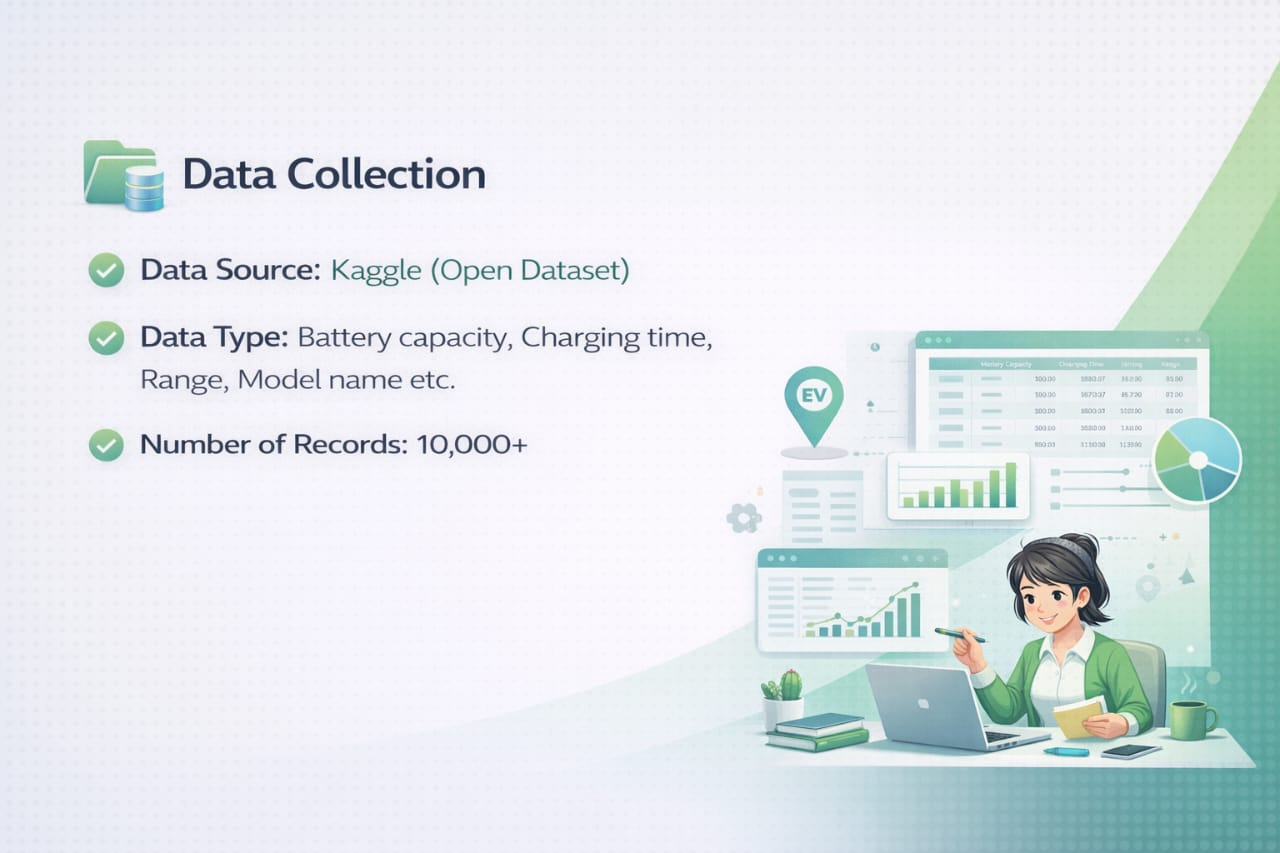 Data Collection
Data Source: Kaggle (Open Dataset)
Data Type: Battery capacity, Charging time,
Range, Model name etc.
Number of Records: 10,000+
EV